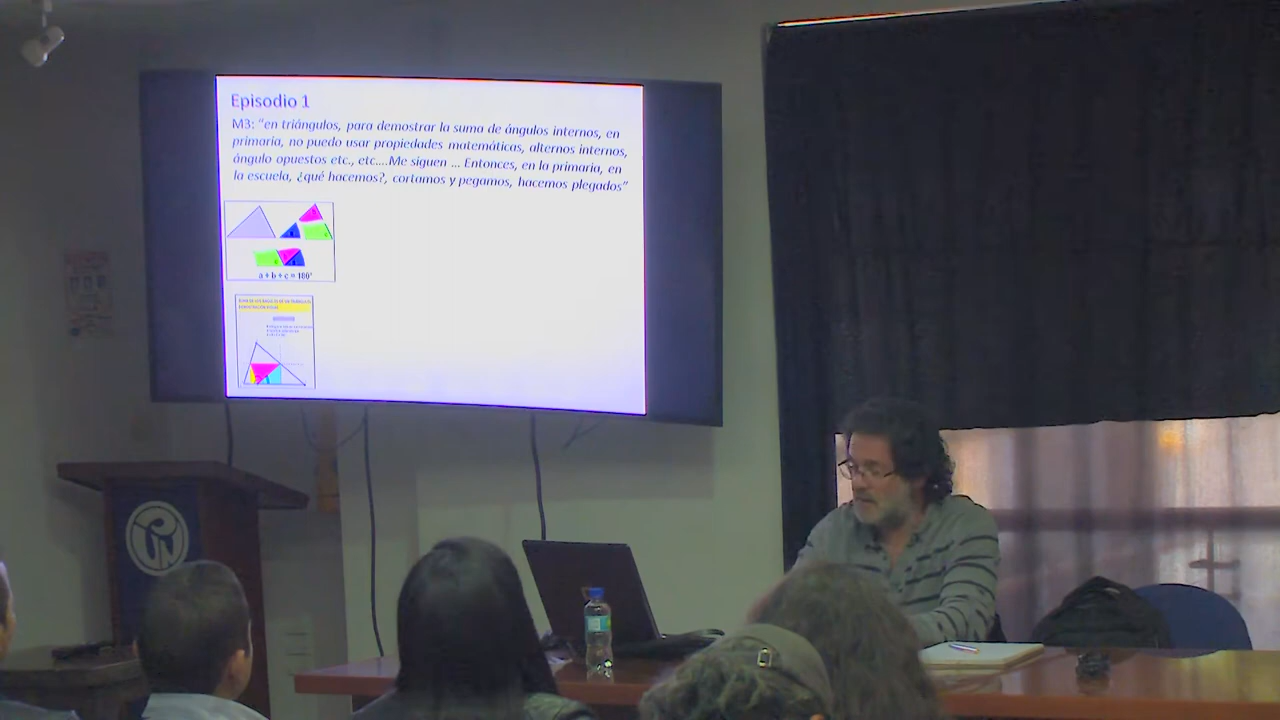 Episodio 1
M3: “en triángulos, para demostrar la suma de ángulos internos, en
primaria, no puedo usar propiedades matemáticas, alternos internos,
ángulo opuestos etc., etc....Me siguen ... Entonces, en la primaria, en
la escuela, ¿qué hacemos?, cortamos y pegamos, hacemos plegados”
a + b + c = 180°